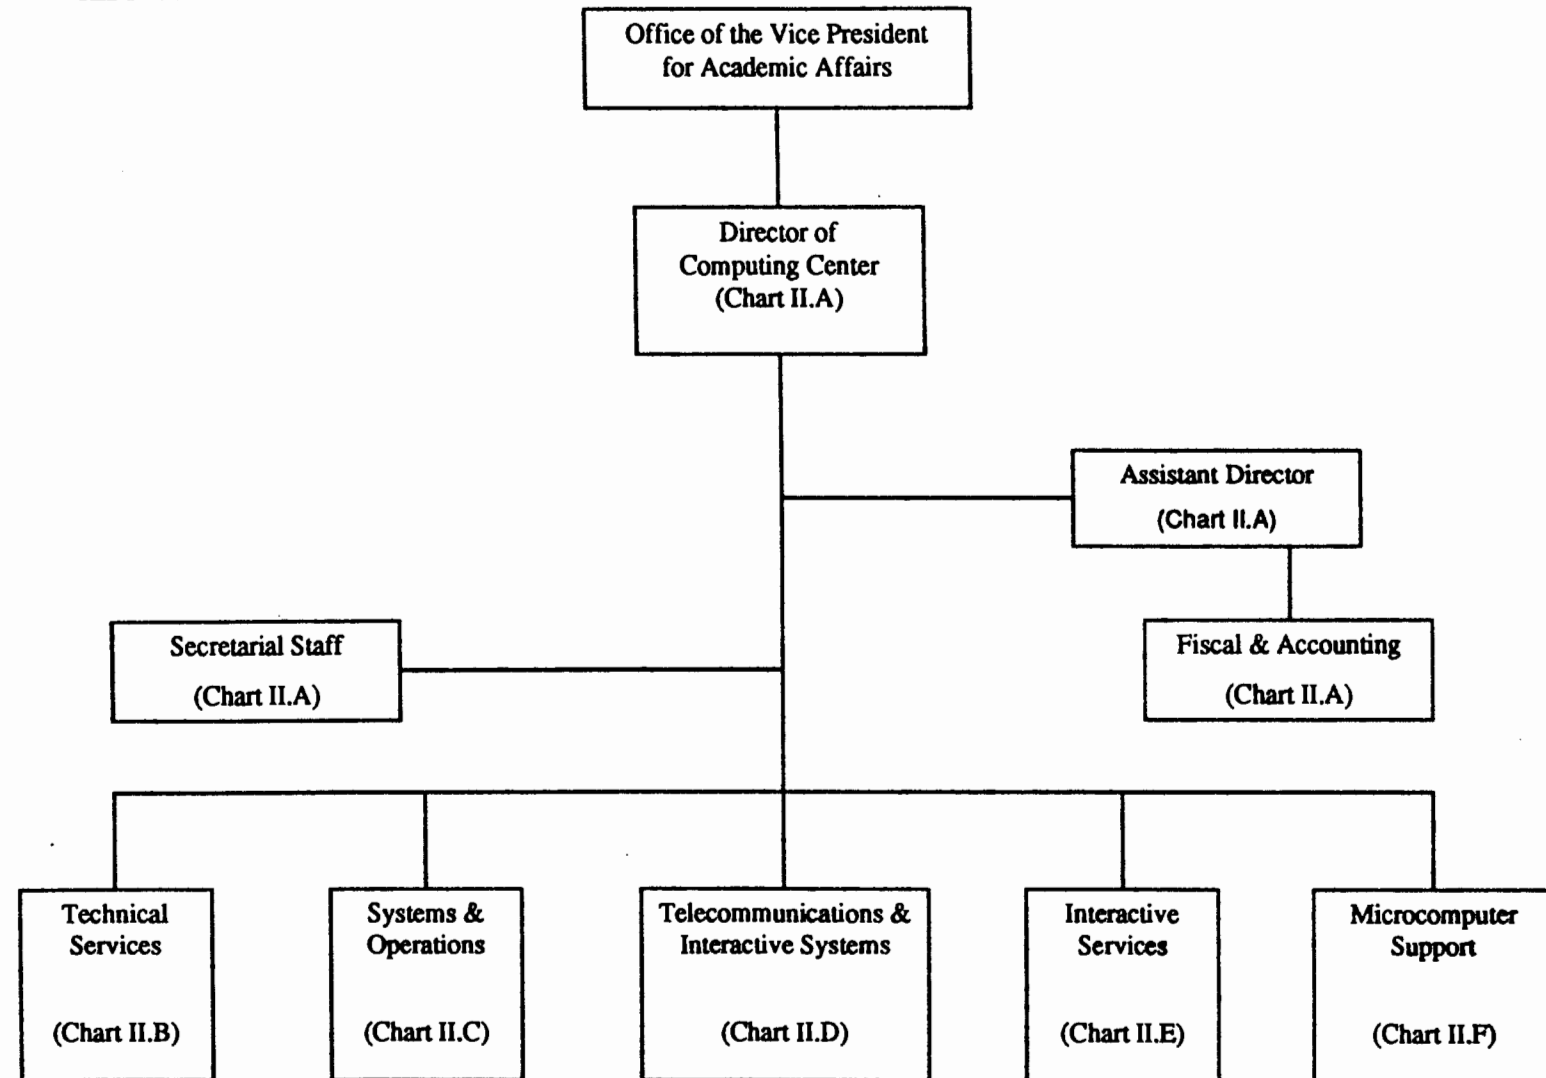 Office of the Vice President
for Academic Affairs
Director of
Computing Center
(Chart II.A)
Assistant Director
(Chart II.A)
Secretarial Staff
(Chart II.A)
Fiscal & Accounting
(Chart II.A)
Technical
Services
(Chart II.B)
Systems &
Operations
(Chart II.C)
Telecommunications &
Interactive Systems
(Chart II.D)
Interactive
Services
(Chart II.E)
Microcomputer
Support
(Chart II.F)